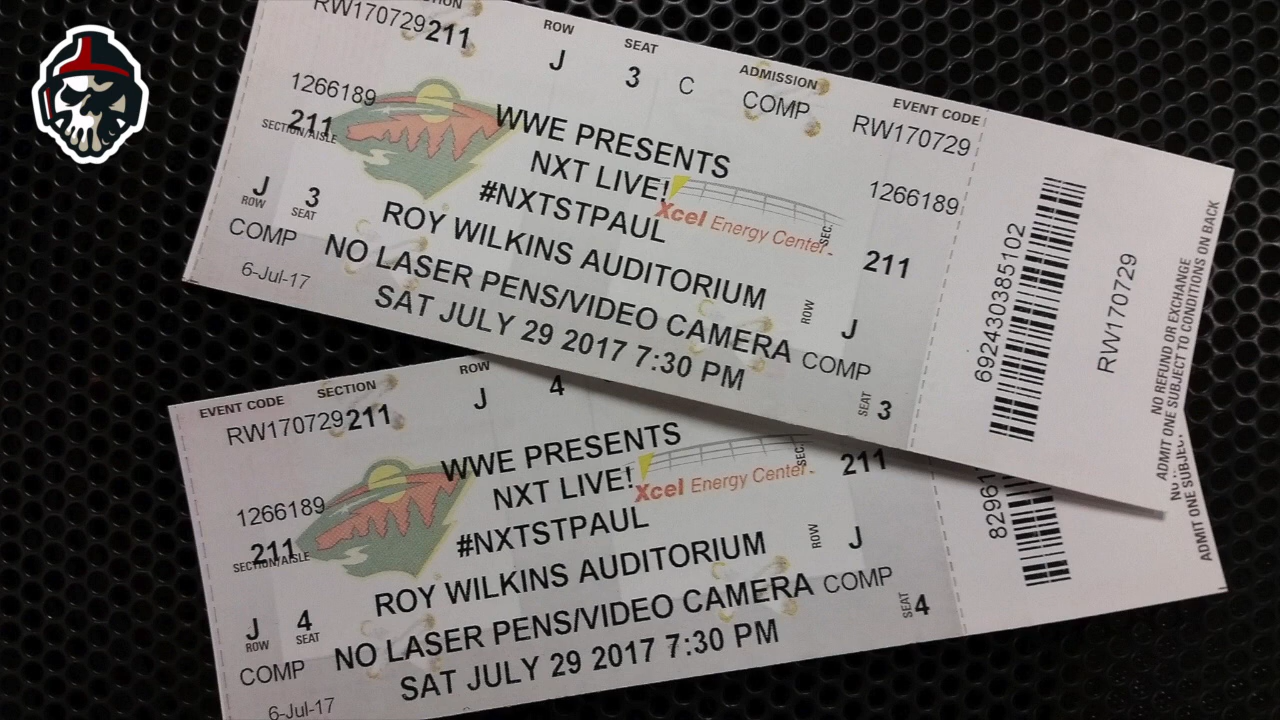 RW170729 211
ROW
J
SEAT
3
C
ADMISSION
COMP
EVENT CODE
RW170729
1266189
211
SECTION/AISLE
J
ROW
3
SEAT
COMP
6-Jul-17
WWE PRESENTS
NXT LIVE!
#NXTSTPAUL
Xcel Energy Center
ROY WILKINS AUDITORIUM
NO LASER PENS/VIDEO CAMERA
SAT JULY 29 2017 7:30 PM
1266189
SEC.
211
ROW
J
COMP
SEAT
3
692430385102
RW170729
NO REFUND OR EXCHANGE
ADMIT ONE SUBJECT TO CONDITIONS ON BACK
EVENT CODE
RW170729
SECTION
211
ROW
J
4
1266189
211
SECTION/AISLE
J
ROW
4
SEAT
COMP
6-Jul-17
WWE PRESENTS
NXT LIVE!
#NXTSTPAUL
Xcel Energy Center
ROY WILKINS AUDITORIUM
NO LASER PENS/VIDEO CAMERA
SAT JULY 29 2017 7:30 PM
SEC.
211
ROW
J
COMP
SEAT
4
82961
ADMIT ONE